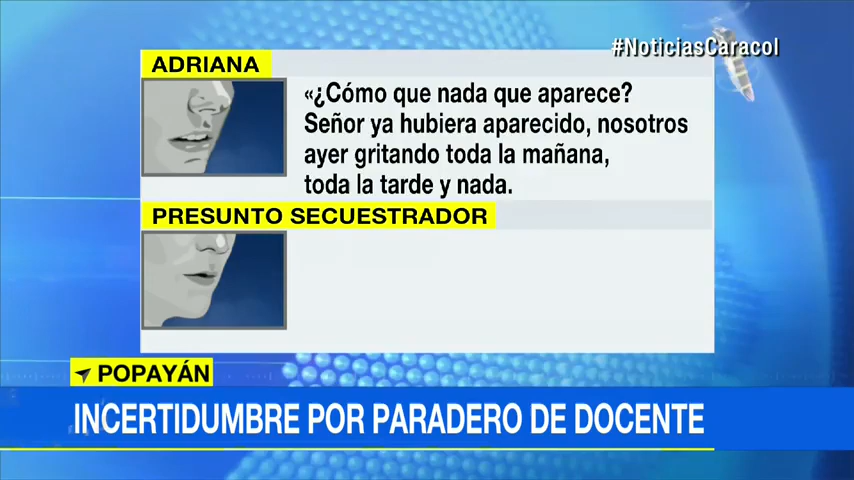 #NoticiasCaracol
ADRIANA
«¿Cómo que nada que aparece?
Señor ya hubiera aparecido, nosotros
ayer gritando toda la mañana,
toda la tarde y nada.
PRESUNTO SECUESTRADOR
POPAYÁN
INCERTIDUMBRE POR PARADERO DE DOCENTE